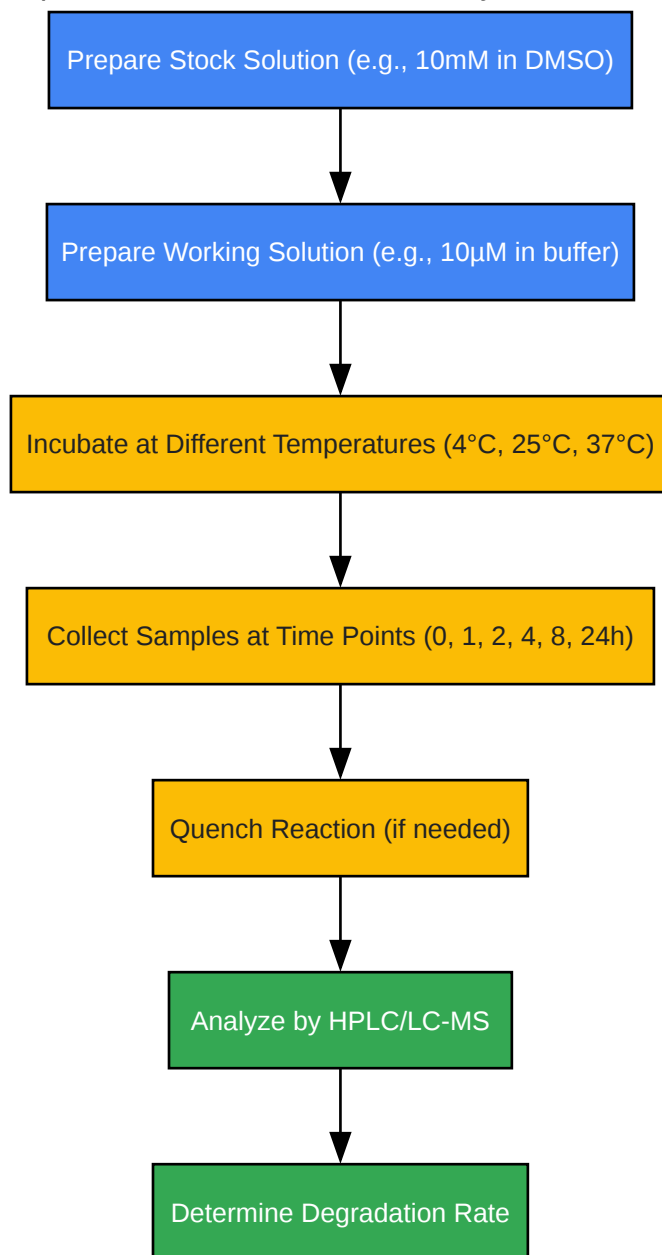 Prepare Stock Solution (e.g., 10mM in DMSO)
Prepare Working Solution (e.g., 10µM in buffer)
Incubate at Different Temperatures (4°C, 25°C, 37°C)
Collect Samples at Time Points (0, 1, 2, 4, 8, 24h)
Quench Reaction (if needed)
Analyze by HPLC/LC-MS
Determine Degradation Rate